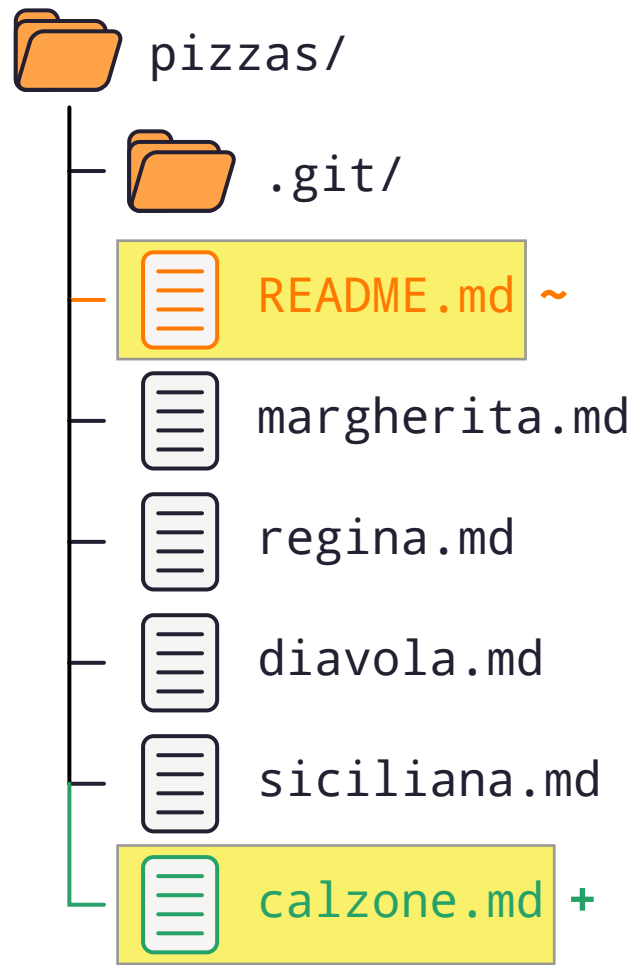 pizzas/
.git/
README.md ~
margherita.md
regina.md
diavola.md
siciliana.md
calzone.md +